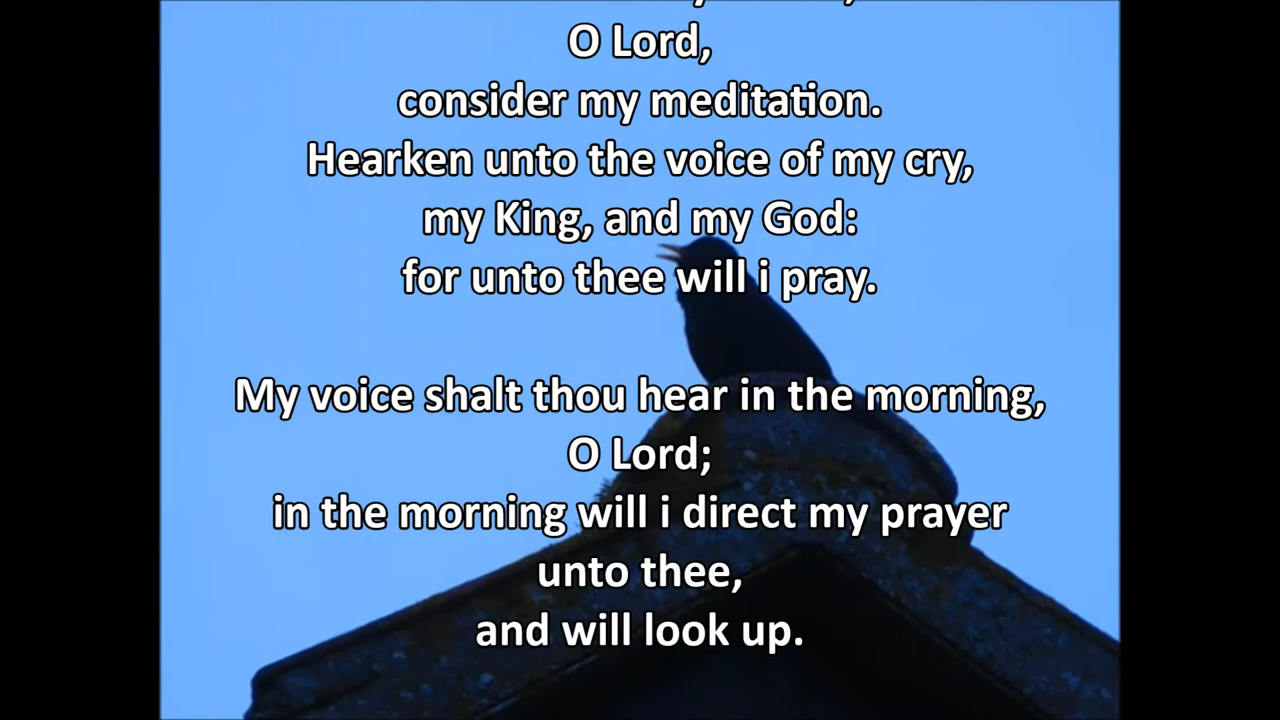 O Lord,
consider my meditation.
Hearken unto the voice of my cry,
my King, and my God:
for unto thee will i pray.
My voice shalt thou hear in the morning,
O Lord;
in the morning will i direct my prayer
unto thee,
and will look up.